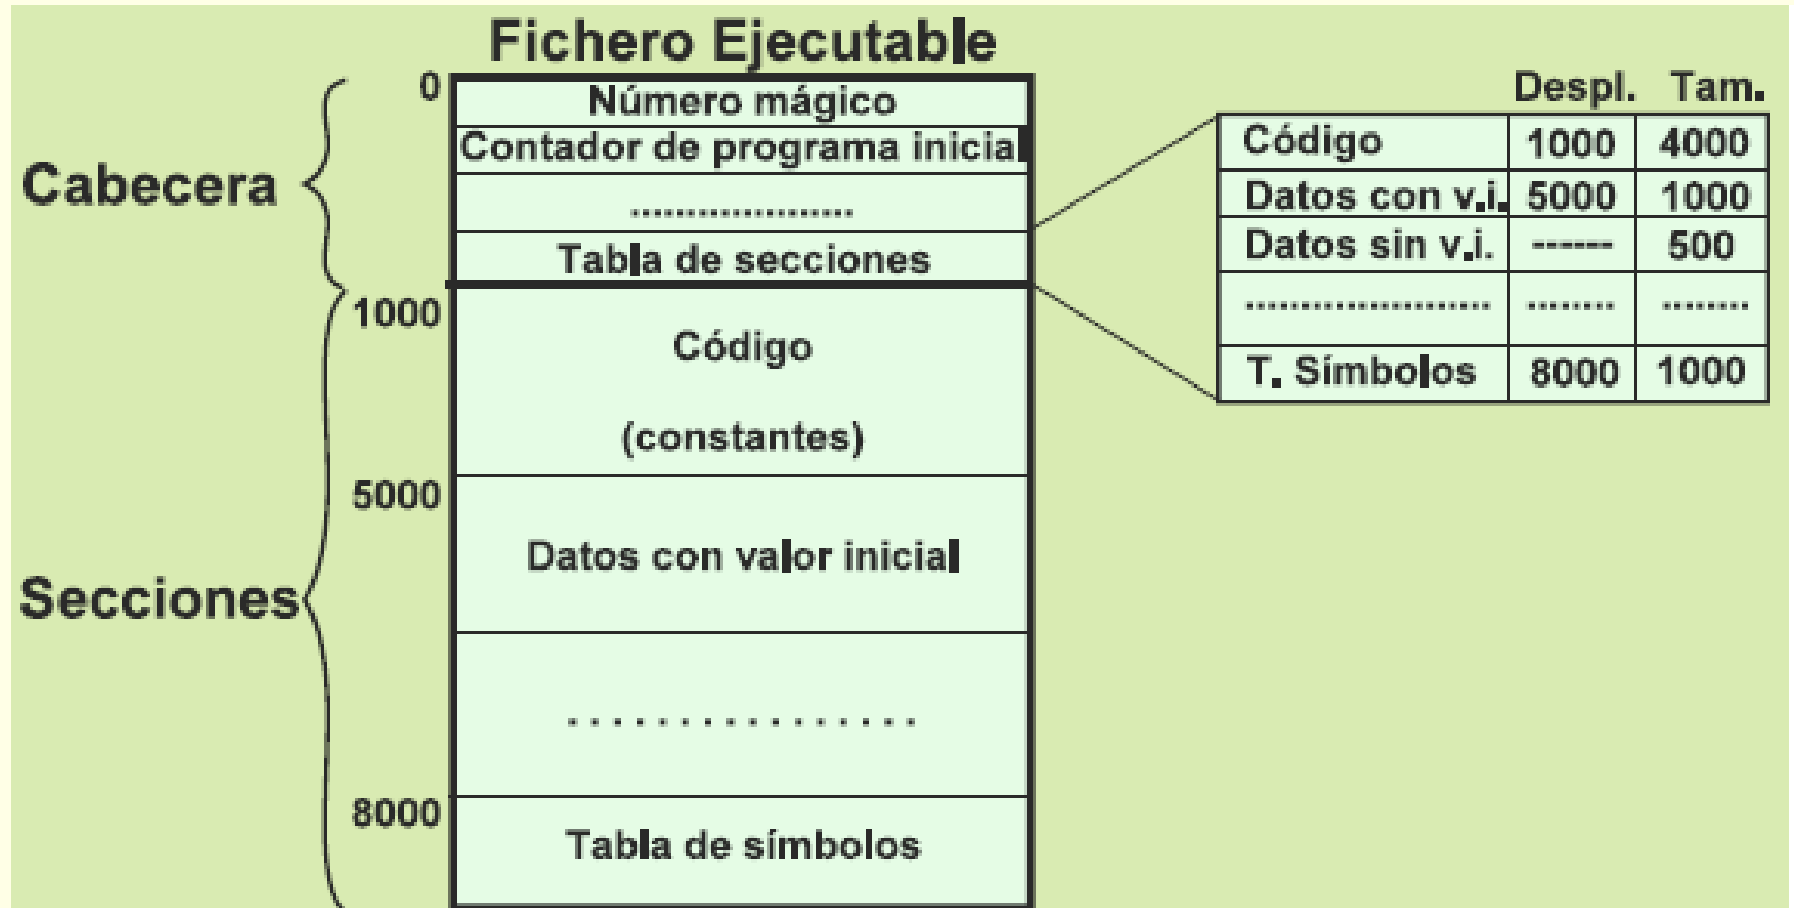 Fichero Ejecutable
Cabecera
Secciones
0
Número mágico
Contador de programa inicial
...................
Tabla de secciones
1000
Código
(constantes)
5000
Datos con valor inicial
. . . . . . . . . . . . . . . .
8000
Tabla de símbolos
Despl. Tam.
Código 1000 4000
Datos con v.i. 5000 1000
Datos sin v.i. ------ 500
...................... ........ ........
T. Símbolos 8000 1000